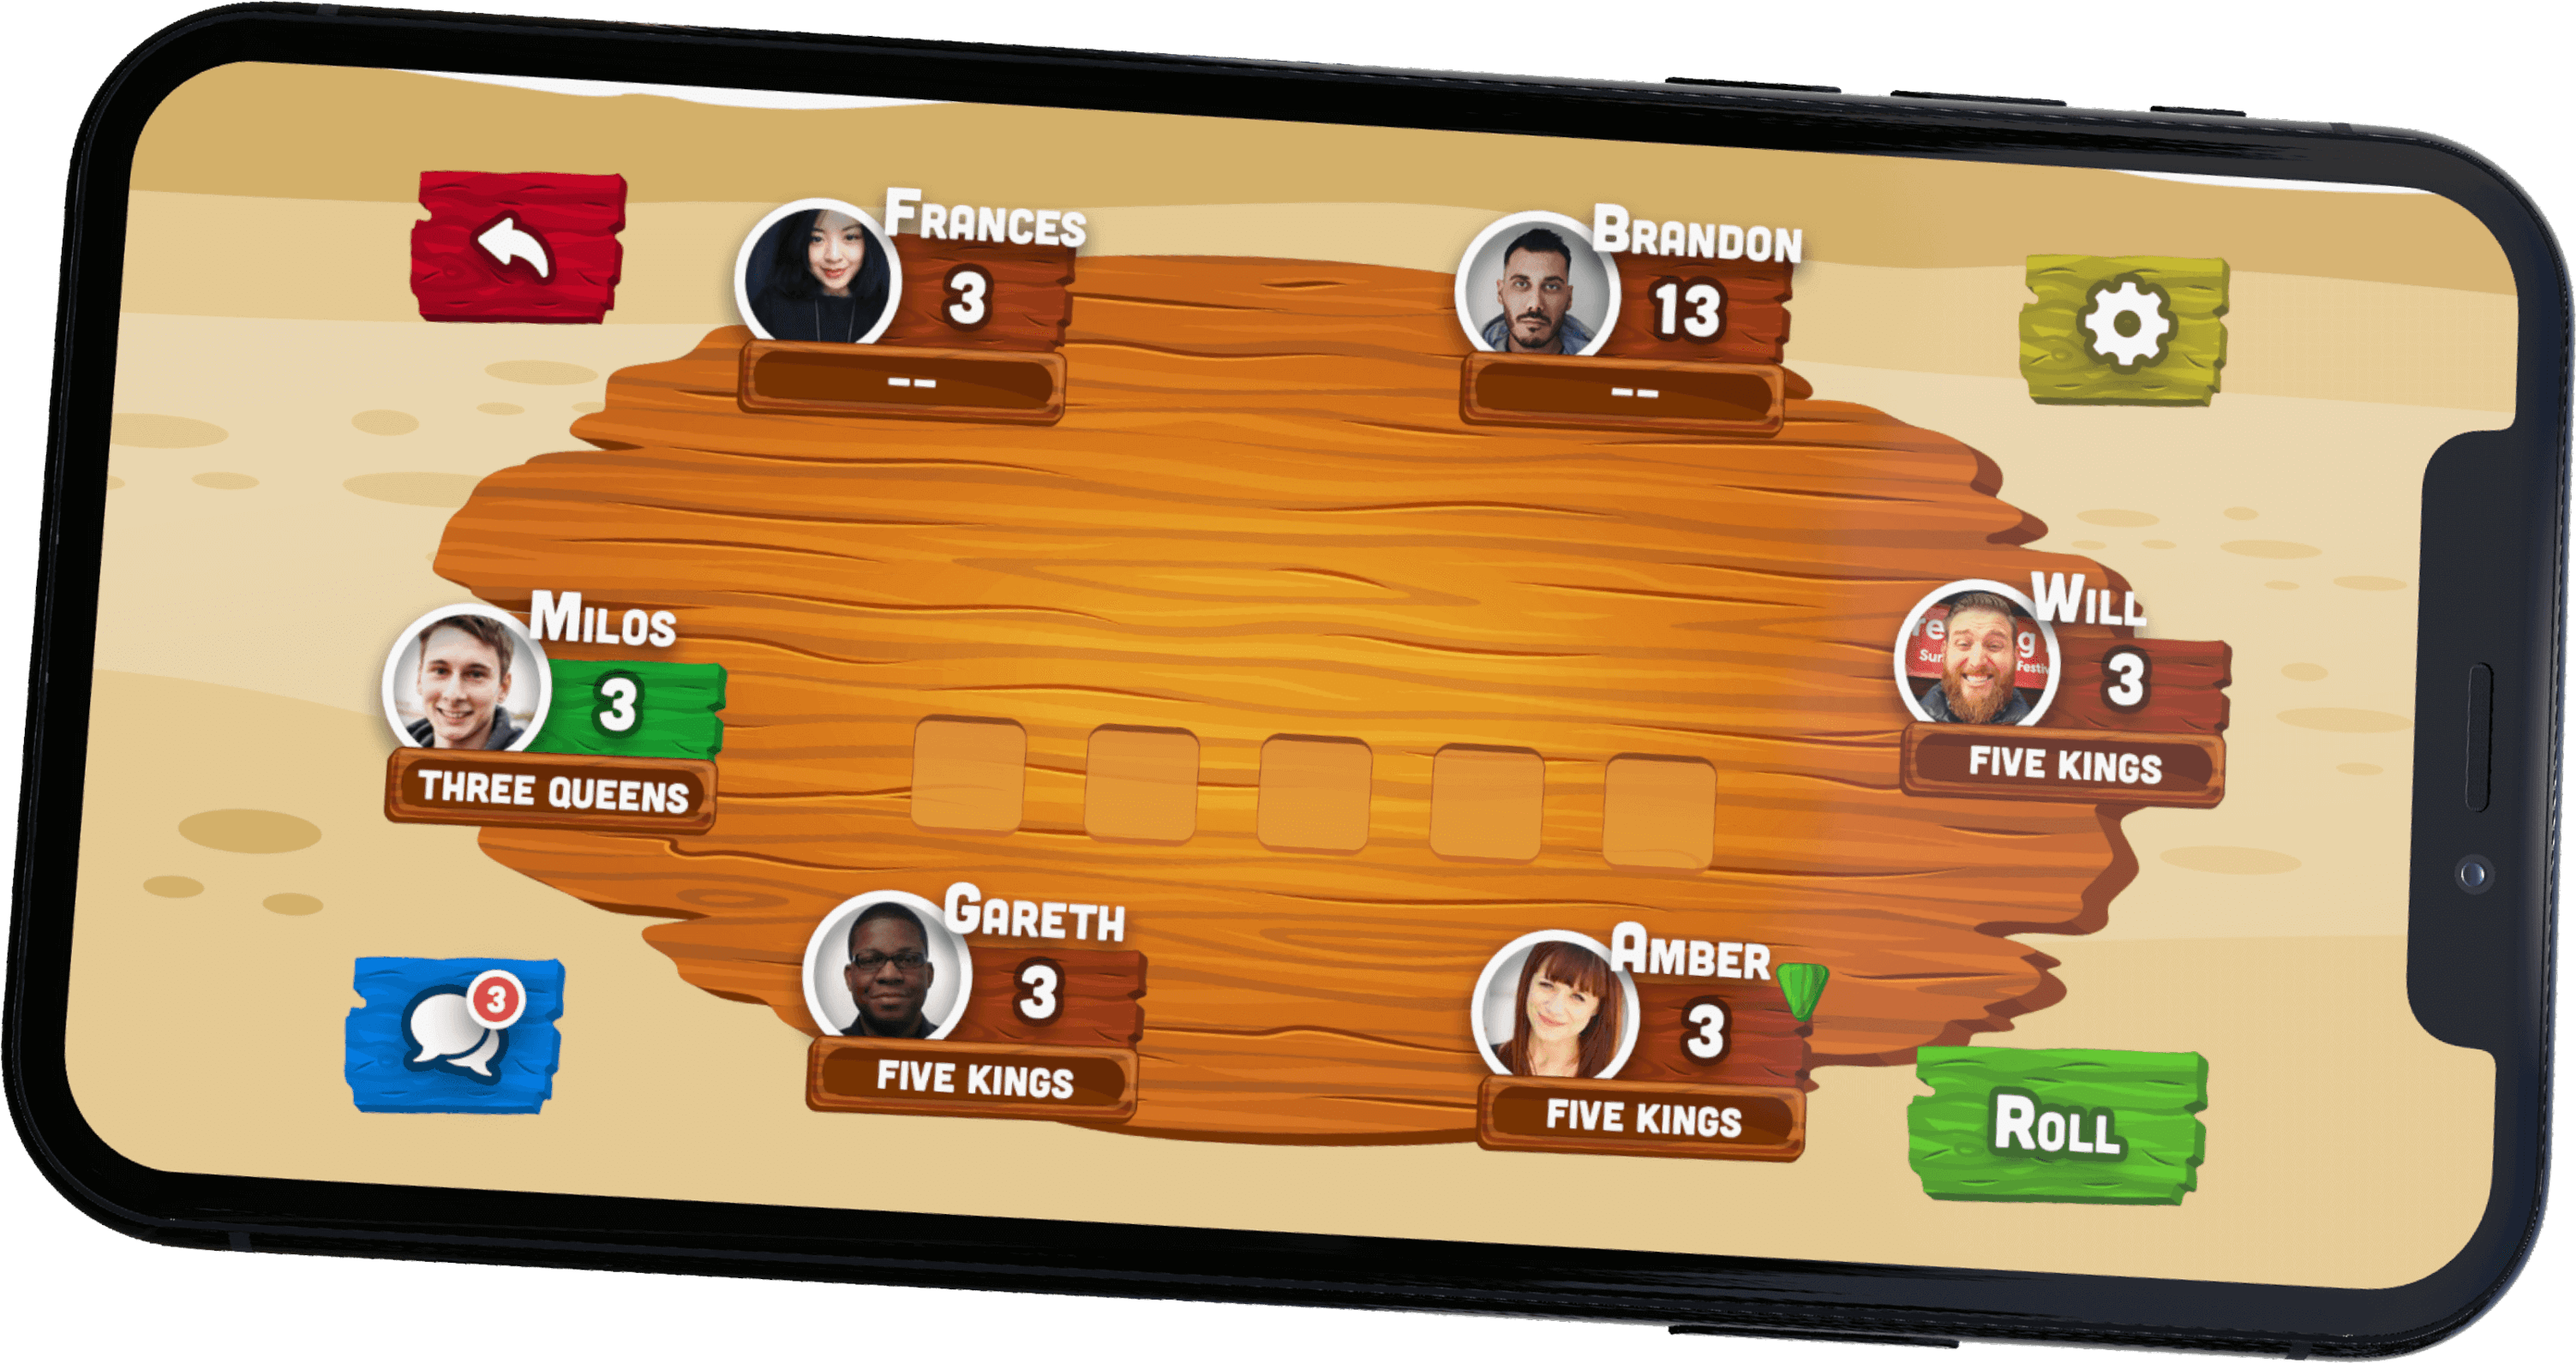 FRANCES
3
--
BRANDON
13
--
MILOS
3
THREE QUEENS
WILL
3
FIVE KINGS
GARETH
3
FIVE KINGS
AMBER
3
FIVE KINGS
3
ROLL